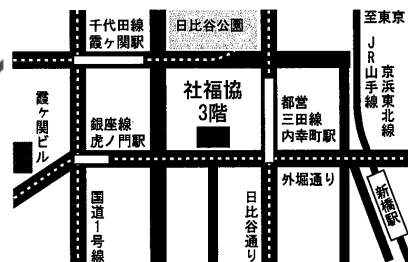 千代田線
霞ヶ関駅
日比谷公園
至東京
JR山手線
京浜東北線
霞ヶ関ビル
銀座線
虎ノ門駅
社福協
3階
都営
三田線
内幸町駅
国道1号線
日比谷通り
外堀通り
新橋駅